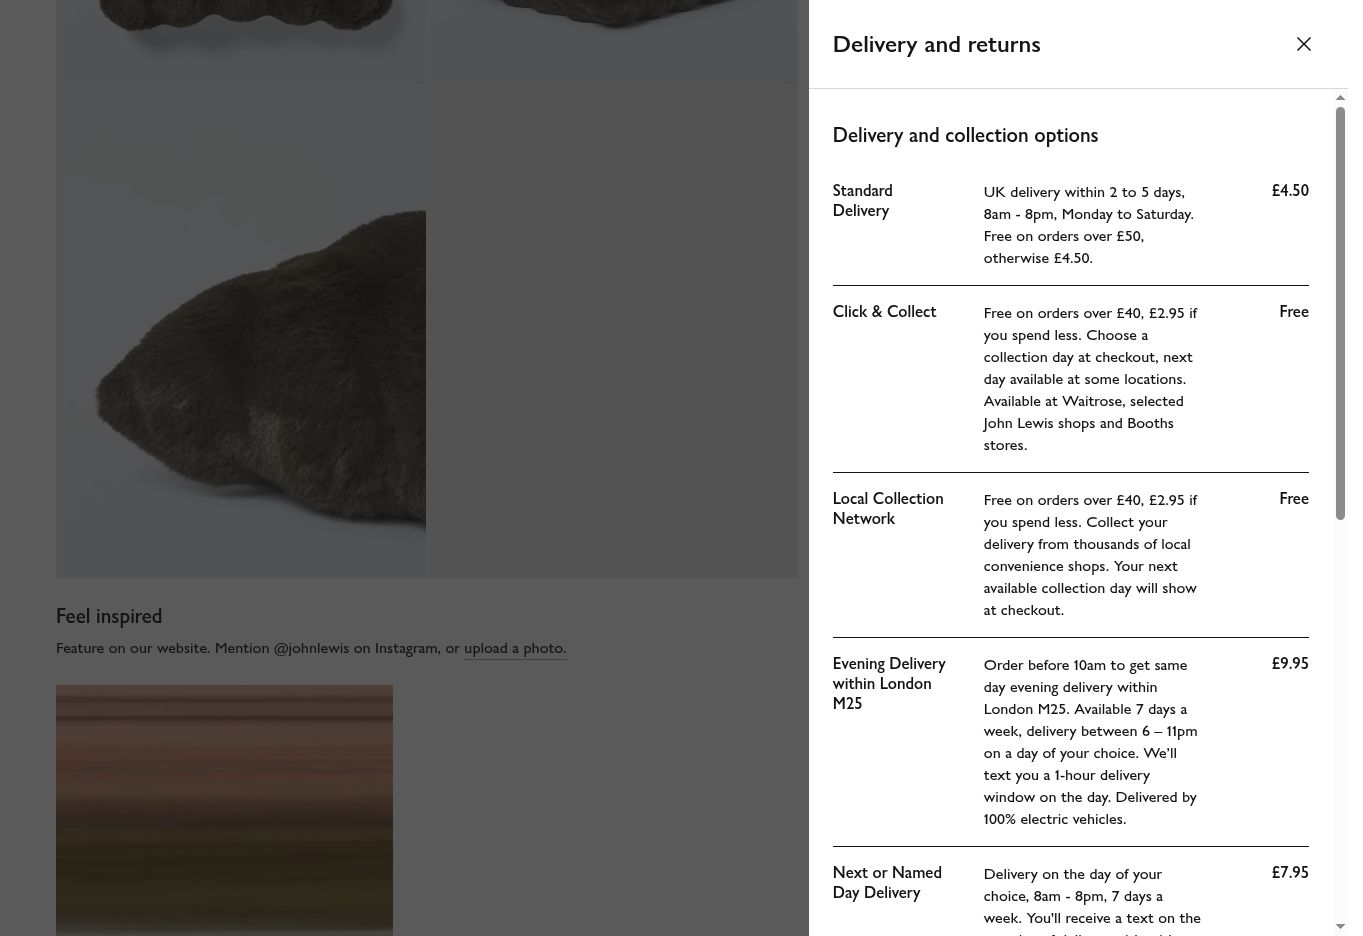 Delivery and returns
Delivery and collection options
Standard
Delivery
UK delivery within 2 to 5 days,
8am - 8pm, Monday to Saturday.
Free on orders over £50,
otherwise £4.50.
£4.50
Click & Collect
Free on orders over £40, £2.95 if
you spend less. Choose a
collection day at checkout, next
day available at some locations.
Available at Waitrose, selected
John Lewis shops and Booths
stores.
Free
Local Collection
Network
Free on orders over £40, £2.95 if
you spend less. Collect your
delivery from thousands of local
convenience shops. Your next
available collection day will show
at checkout.
Free
Evening Delivery
within London
M25
Order before 10am to get same
day evening delivery within
London M25. Available 7 days a
week, delivery between 6 – 11pm
on a day of your choice. We'll
text you a 1-hour delivery
window on the day. Delivered by
100% electric vehicles.
£9.95
Next or Named
Day Delivery
Delivery on the day of your
choice, 8am - 8pm, 7 days a
week. You'll receive a text on the
£7.95
Feel inspired
Feature on our website. Mention @johnlewis on Instagram, or upload a photo.